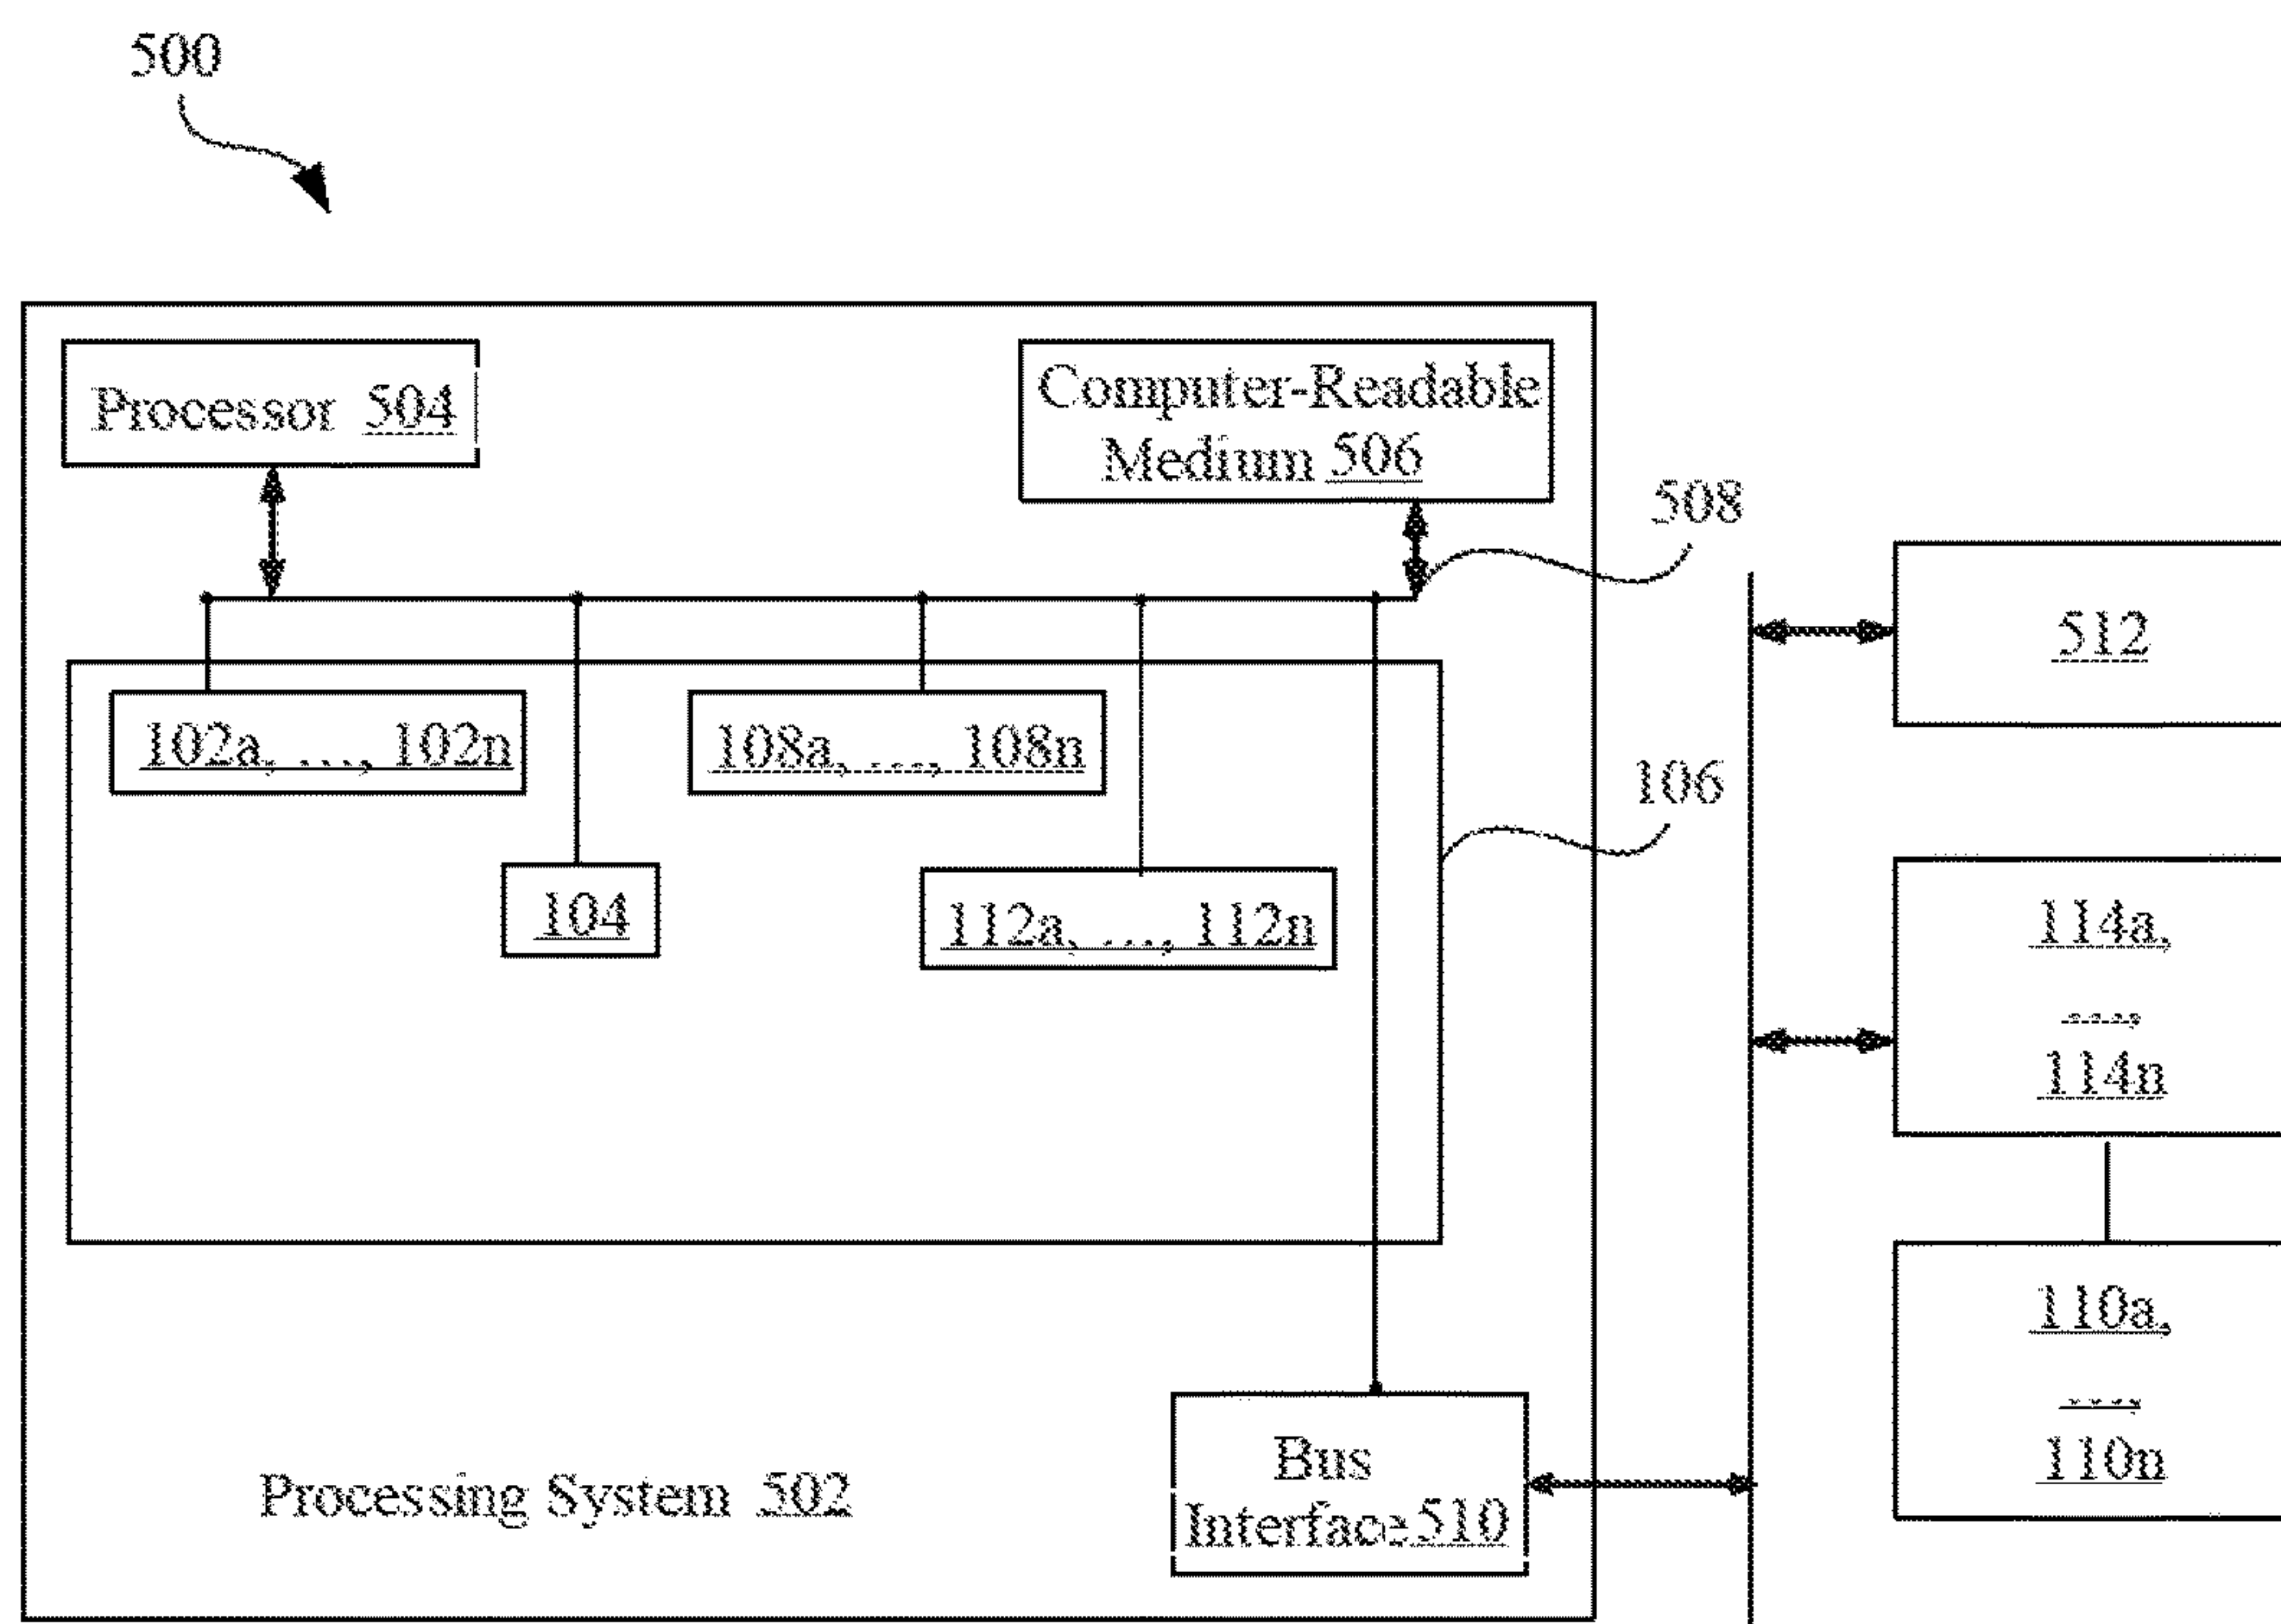 500
Processor 504
Computer-Readable
Medium 506
508
512
102a, ..., 102n
108a, ..., 108n
106
104
112a, ..., 112n
114a,
...,
114n
110a,
...,
110n
Processing System 502
Bus
Interface 510